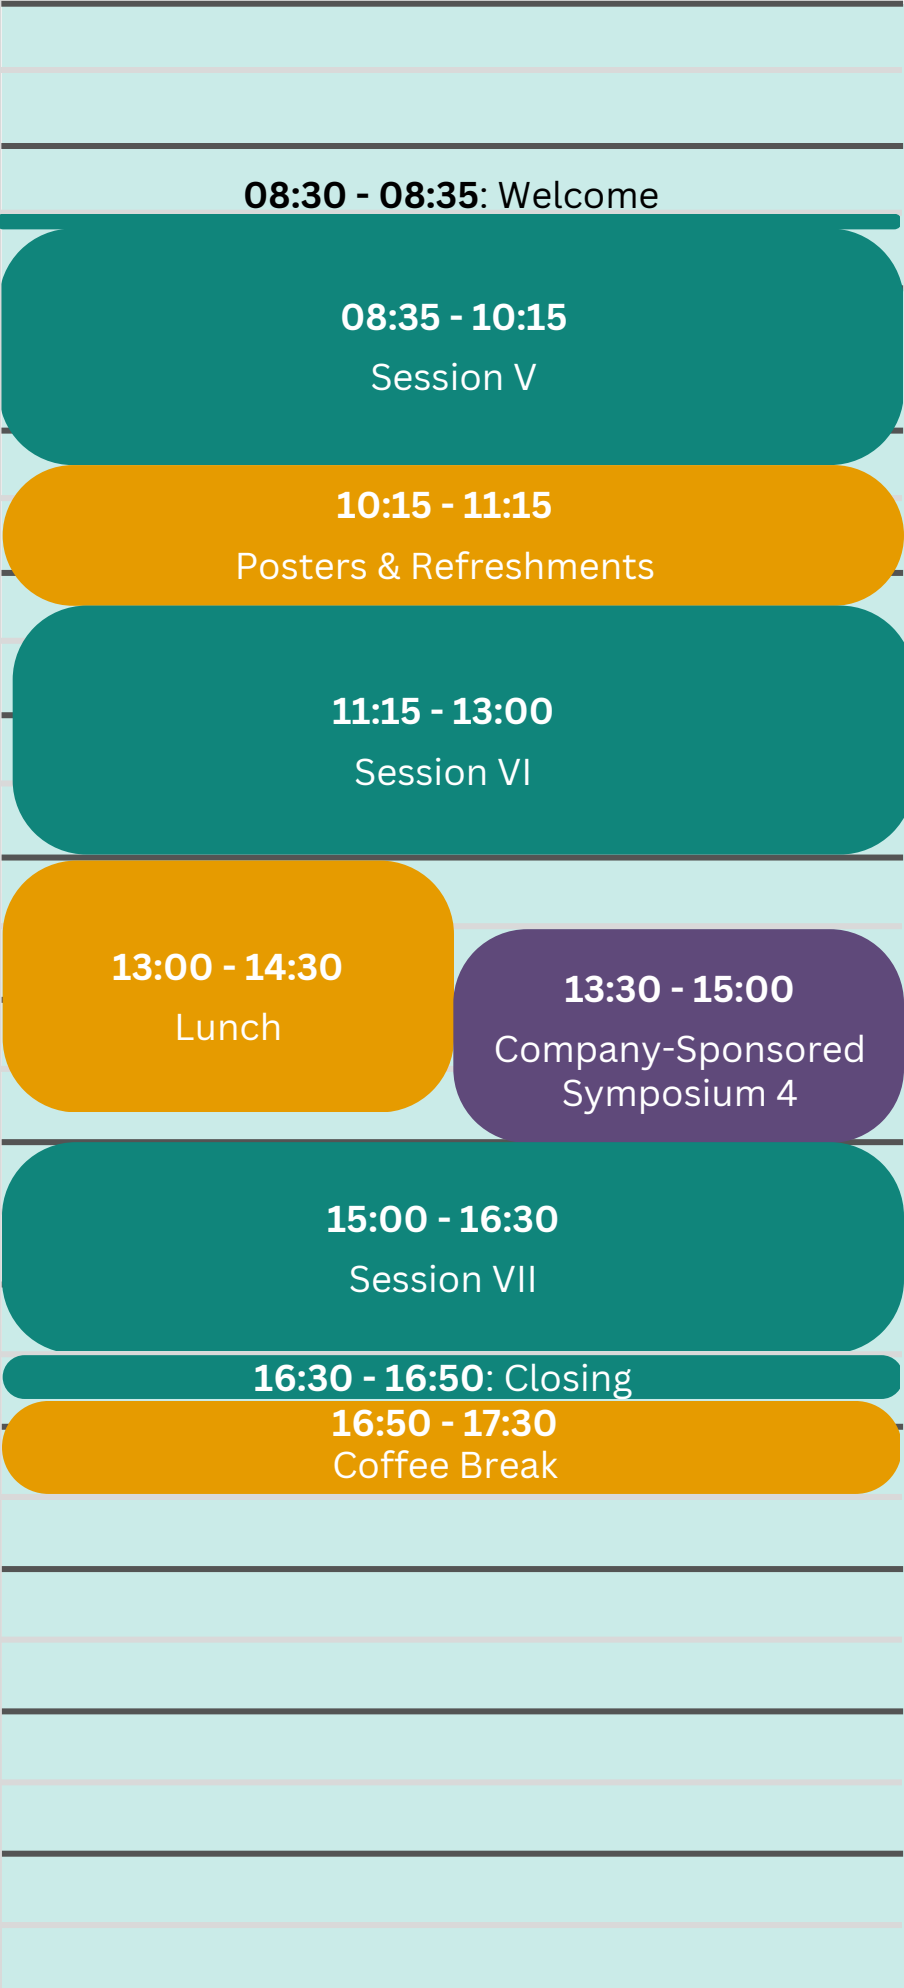 08:30 - 08:35: Welcome
08:35 - 10:15
Session V
10:15 - 11:15
Posters & Refreshments
11:15 - 13:00
Session VI
13:00 - 14:30
Lunch
13:30 - 15:00
Company-Sponsored
Symposium 4
15:00 - 16:30
Session VII
16:30 - 16:50: Closing
16:50 - 17:30
Coffee Break